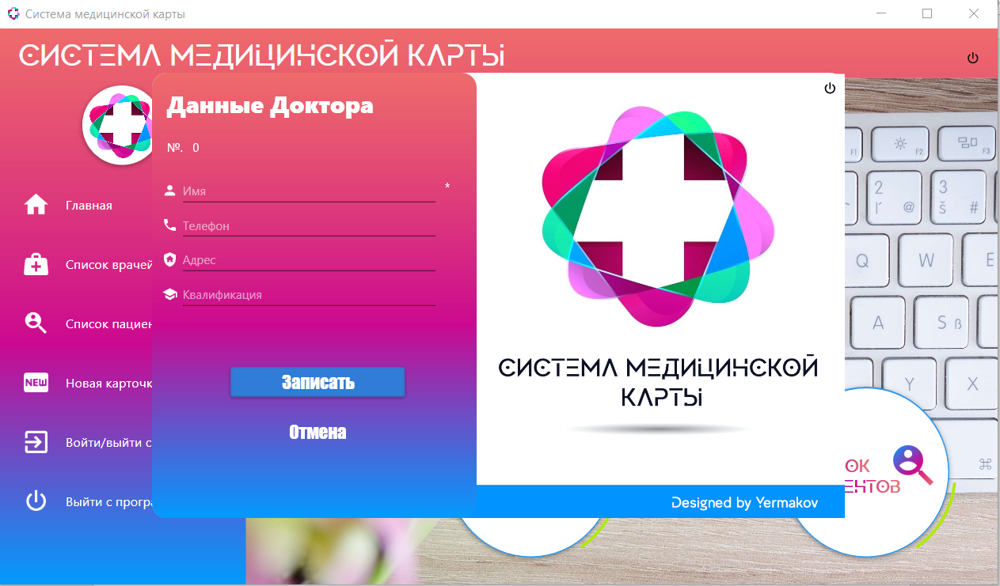 Система медицинской карты
СИСТЕМА МЕДИЦИНСКОЙ КАРТЫ
Данные Доктора
№. 0
Имя *
Телефон
Адрес
Квалификация
Записать
Отмена
Главная
Список врачей
Список пациен
Новая карточк
Войти/выйти с
Выйти с програ
СИСТЕМА МЕДИЦИНСКОЙ
КАРТЫ
Designed by Yermakov
F1
F2
F3
2 ľ @
3 š #
Q
W
E
A
S ß
Y
X
⌘
ОК
ЕНТОВ